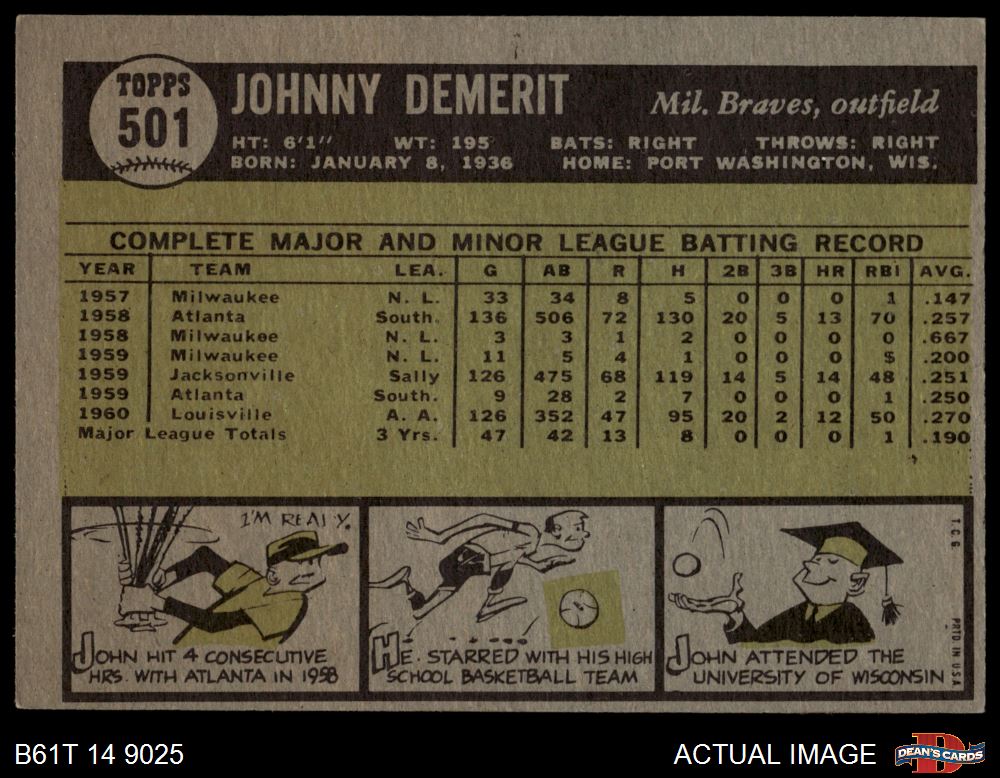 TOPPS
501
JOHNNY DEMERIT
Mil. Braves, outfield
HT: 6'1" WT: 195 BATS: RIGHT THROWS: RIGHT
BORN: JANUARY 8, 1936 HOME: PORT WASHINGTON, WIS.
COMPLETE MAJOR AND MINOR LEAGUE BATTING RECORD
YEAR TEAM LEA. G AB R H 2B 3B HR RBI AVG.
1957 Milwaukee N. L. 33 34 8 5 0 0 0 1 .147
1958 Atlanta South. 136 506 72 130 20 5 13 70 .257
1958 Milwaukee N. L. 3 3 1 2 0 0 0 0 .667
1959 Milwaukee N. L. 11 5 4 1 0 0 0 $ .200
1959 Jacksonville Sally 126 475 68 119 14 5 14 48 .251
1959 Atlanta South. 9 28 2 7 0 0 0 1 .250
1960 Louisville A. A. 126 352 47 95 20 2 12 50 .270
Major League Totals 3 Yrs. 47 42 13 8 0 0 0 1 .190
I'M READY.
JOHN HIT 4 CONSECUTIVE
HRS. WITH ATLANTA IN 1958
HE STARRED WITH HIS HIGH
SCHOOL BASKETBALL TEAM
JOHN ATTENDED THE
UNIVERSITY OF WISCONSIN
T.C.G. PRTD IN U.S.A.
B61T 14 9025
ACTUAL IMAGE
DEAN'S CARDS